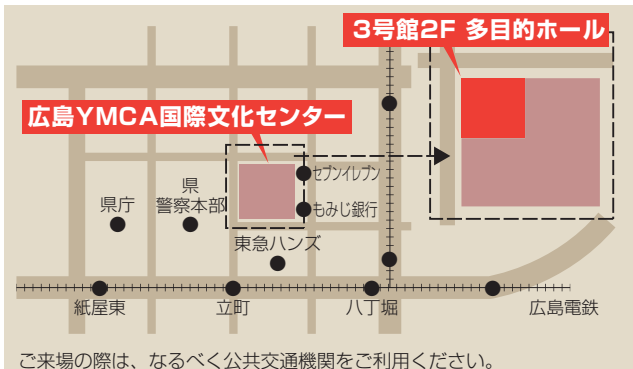 3号館2F 多目的ホール
広島YMCA国際文化センター
セブンイレブン
県庁
県
警察本部
もみじ銀行
東急ハンズ
紙屋東
立町
八丁堀
広島電鉄
ご来場の際は、なるべく公共交通機関をご利用ください。